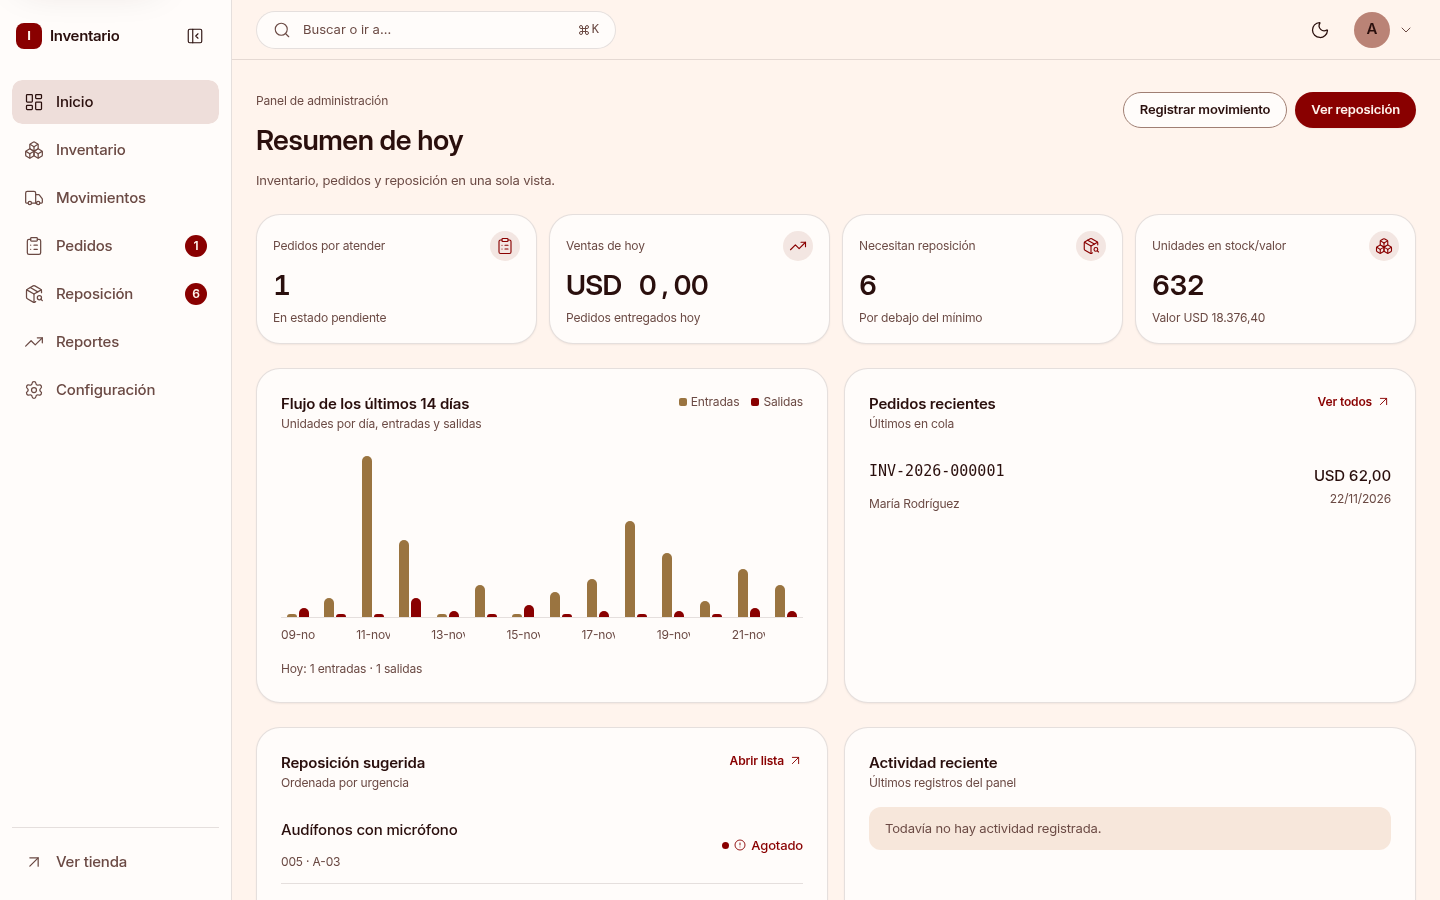 I Inventario
Buscar o ir a...
⌘K
A
Inicio
Inventario
Movimientos
Pedidos 1
Reposición 6
Reportes
Configuración
Ver tienda
Panel de administración
Resumen de hoy
Inventario, pedidos y reposición en una sola vista.
Registrar movimiento
Ver reposición
Pedidos por atender
1
En estado pendiente
Ventas de hoy
USD 0,00
Pedidos entregados hoy
Necesitan reposición
6
Por debajo del mínimo
Unidades en stock/valor
632
Valor USD 18.376,40
Flujo de los últimos 14 días
Unidades por día, entradas y salidas
Entradas Salidas
09-no 11-nov 13-nov 15-nov 17-nov 19-nov 21-nov
Hoy: 1 entradas · 1 salidas
Pedidos recientes
Últimos en cola
Ver todos
INV-2026-000001
María Rodríguez
USD 62,00
22/11/2026
Reposición sugerida
Ordenada por urgencia
Abrir lista
Audífonos con micrófono
005 · A-03
Agotado
Actividad reciente
Últimos registros del panel
Todavía no hay actividad registrada.